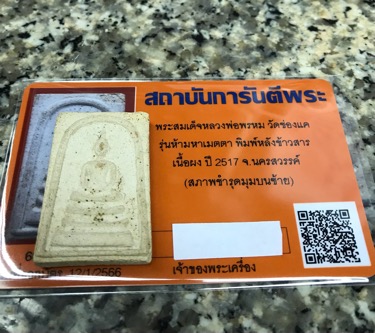 สถาบันการันตีพระ
พระสมเด็จหลวงพ่อพรหม วัดช่องแค
รุ่นห้ามหาเมตตา พิมพ์หลังข้าวสาร
เนื้อผง ปี 2517 จ.นครสวรรค์
(สภาพชำรุดมุมบนซ้าย)
6
12/1/2566
เจ้าของพระเครื่อง